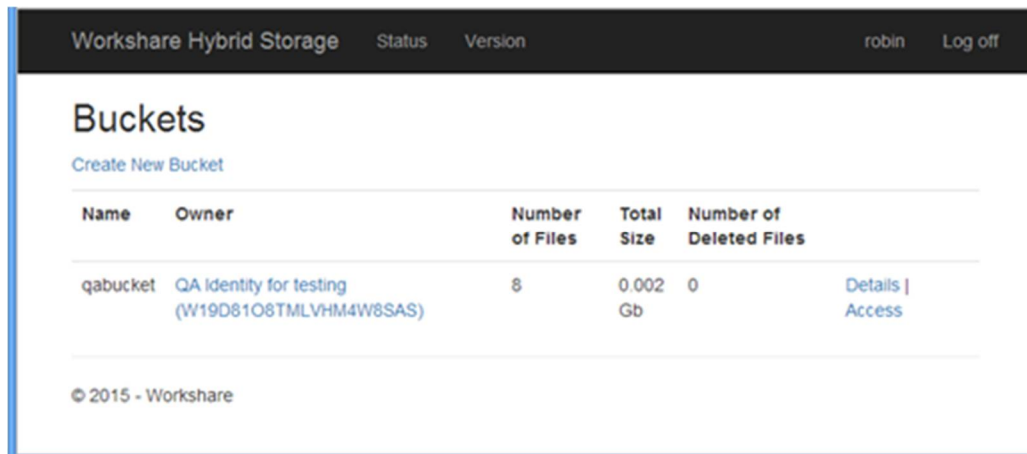 Workshare Hybrid Storage Status Version robin Log off
Buckets
Create New Bucket
Name Owner Number of Files Total Size Number of Deleted Files
qabucket QA Identity for testing (W19D81O8TMLVHM4W8SAS) 8 0.002 Gb 0 Details | Access
© 2015 - Workshare